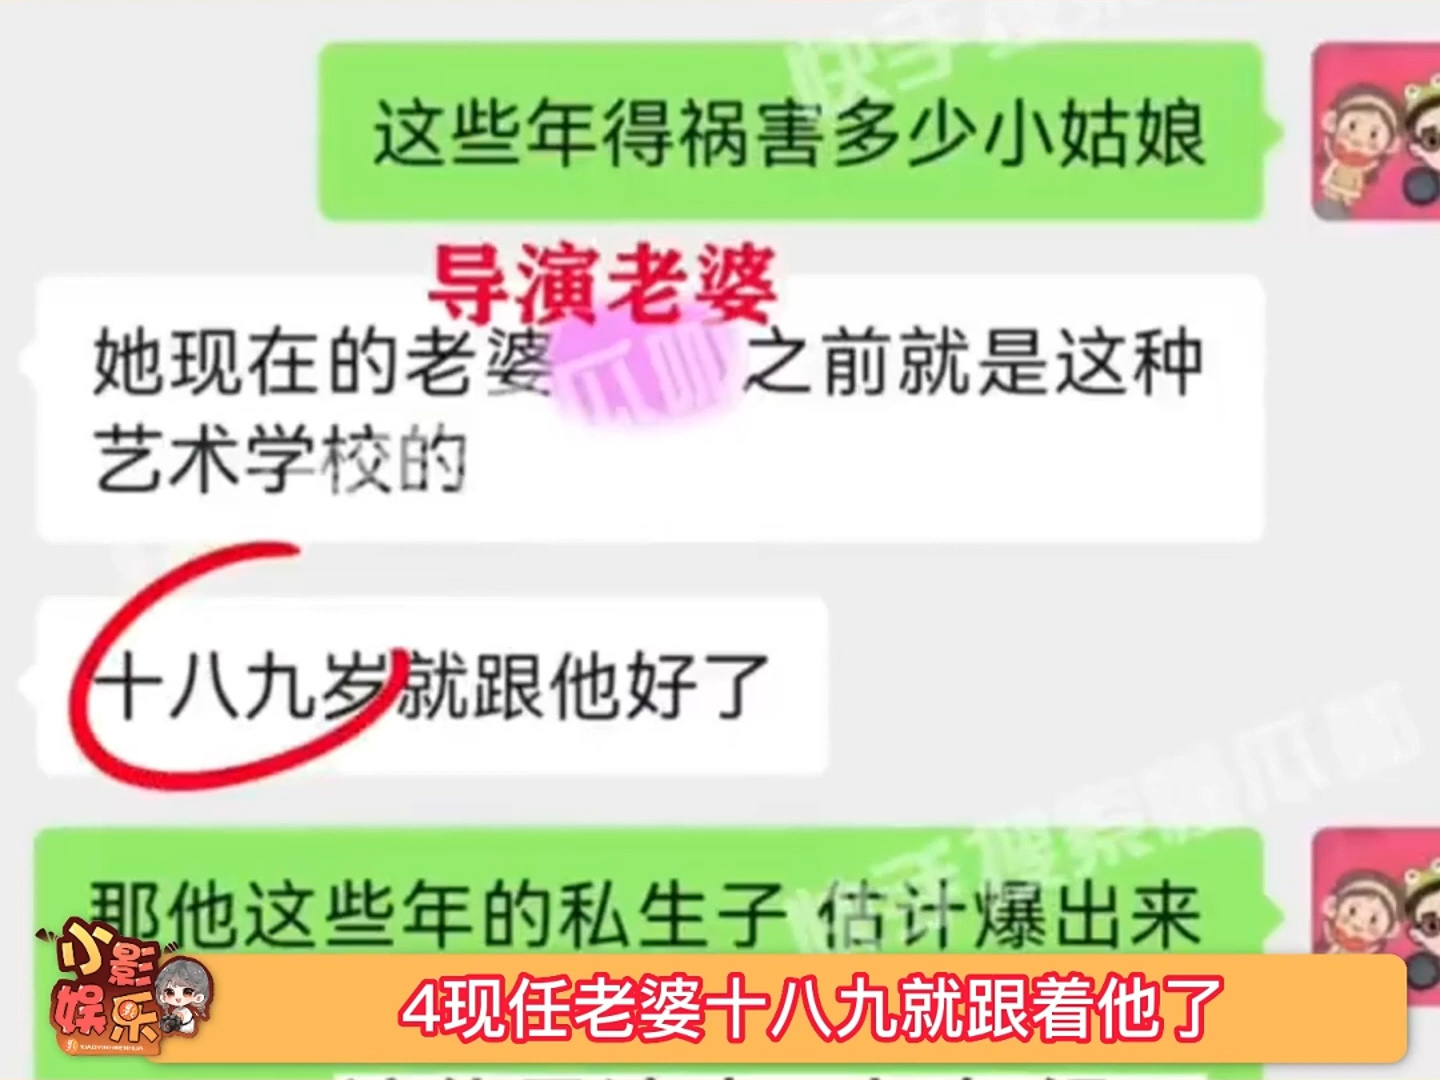 这些年得祸害多少小姑娘
导演老婆
她现在的老婆 之前就是这种
艺术学校的
十八九岁就跟他好了
那他这些年的私生子 估计爆出来
小影娱乐
4现任老婆十八九就跟着他了